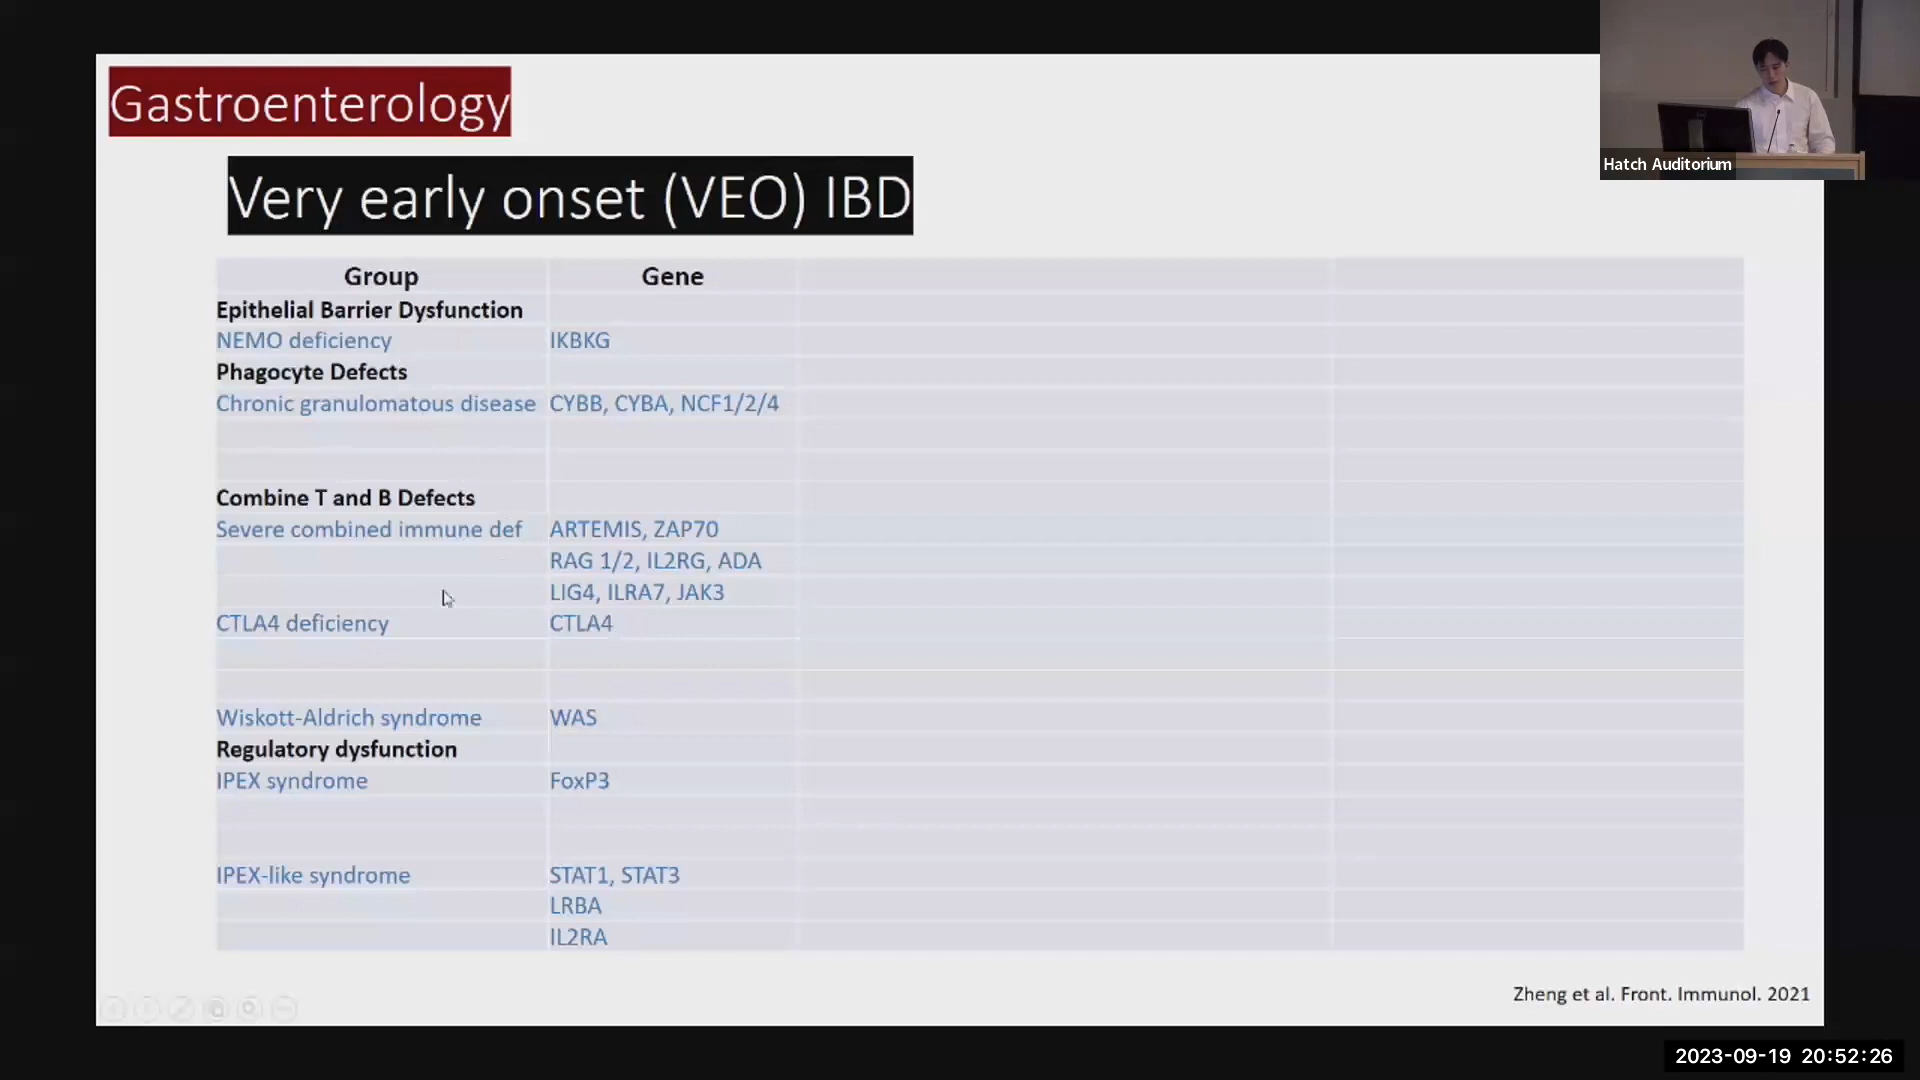 Gastroenterology
Hatch Auditorium
Very early onset (VEO) IBD
Group Gene
Epithelial Barrier Dysfunction
NEMO deficiency IKBKG
Phagocyte Defects
Chronic granulomatous disease CYBB, CYBA, NCF1/2/4
Combine T and B Defects
Severe combined immune def ARTEMIS, ZAP70
RAG 1/2, IL2RG, ADA
LIG4, ILRA7, JAK3
CTLA4 deficiency CTLA4
Wiskott-Aldrich syndrome WAS
Regulatory dysfunction
IPEX syndrome FoxP3
IPEX-like syndrome STAT1, STAT3
LRBA
IL2RA
Zheng et al. Front. Immunol. 2021
2023-09-19 20:52:26